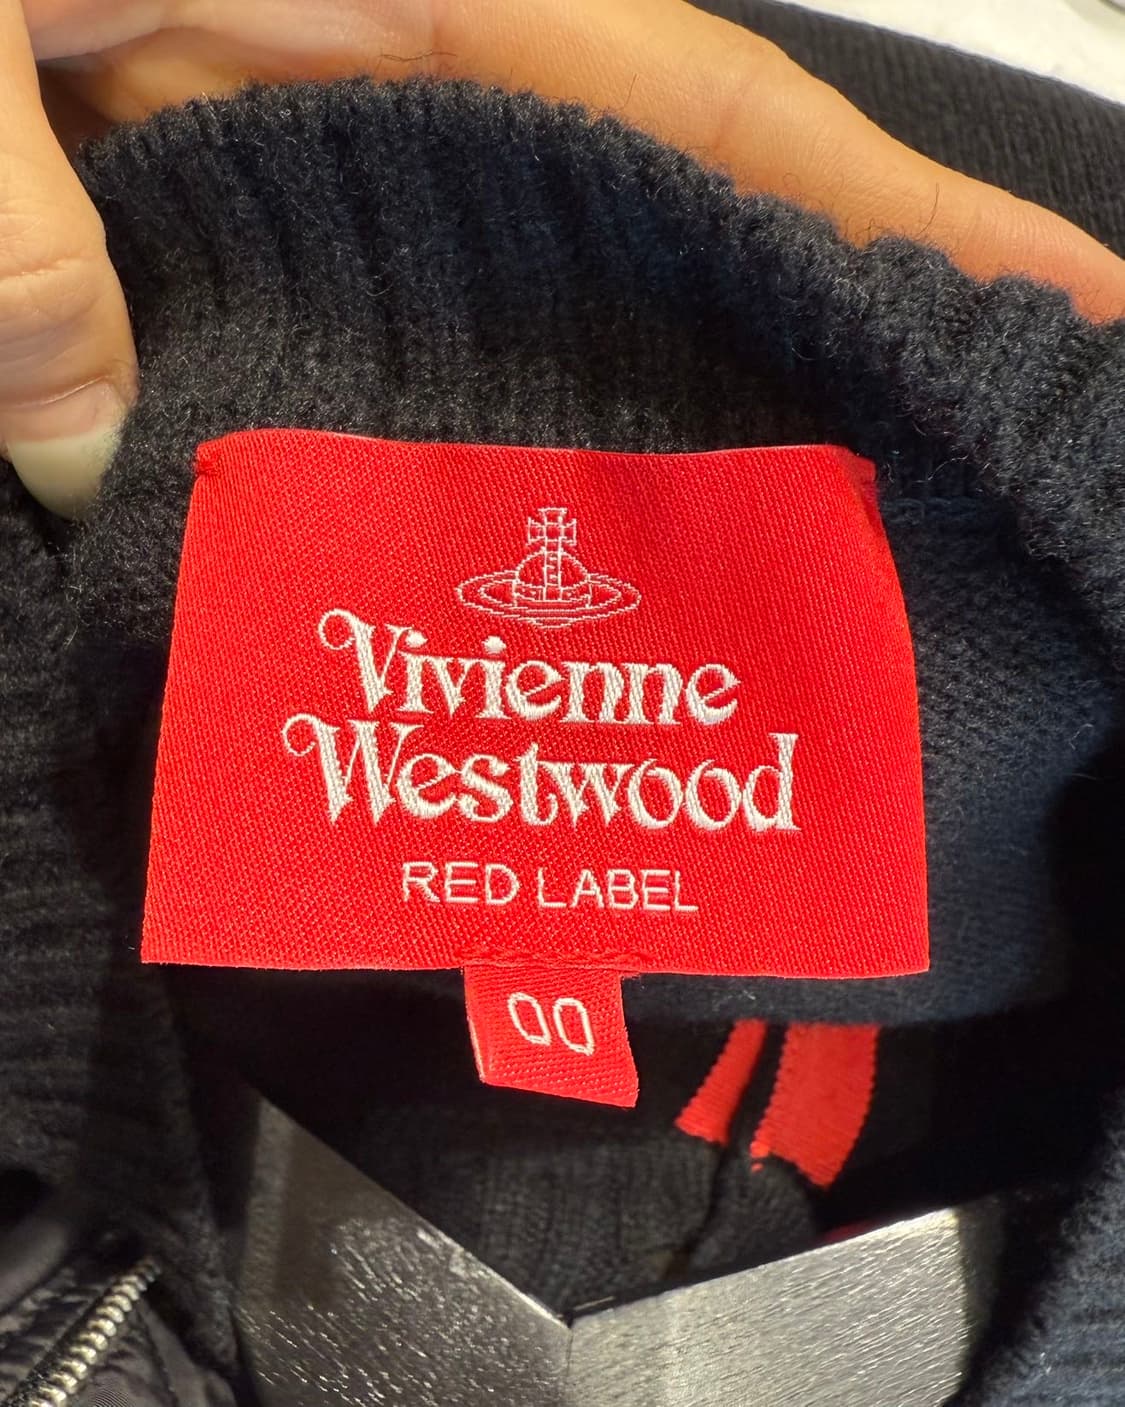 Vivienne
Westwood
RED LABEL
00